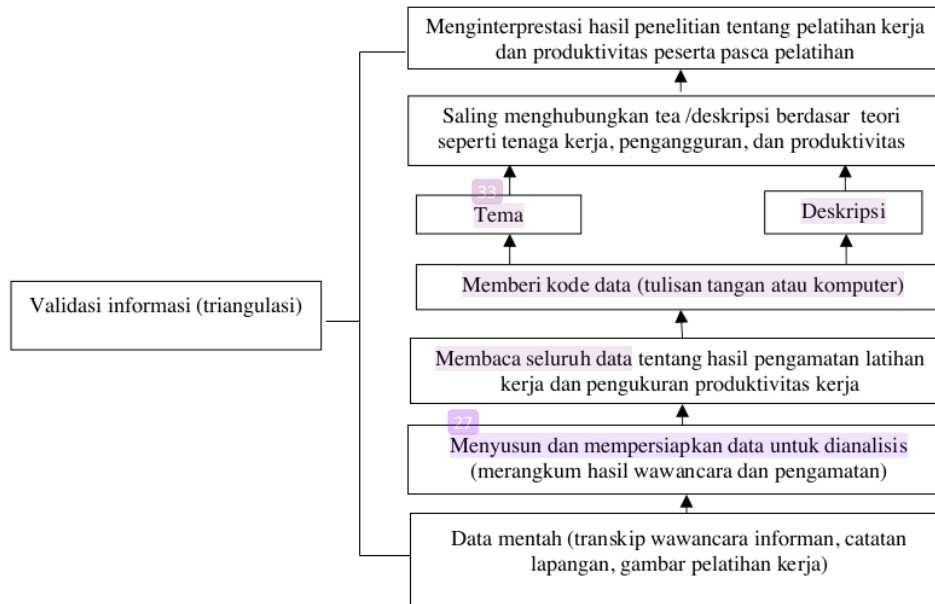 Menginterprestasi hasil penelitian tentang pelatihan kerja
dan produktivitas peserta pasca pelatihan
Saling menghubungkan tea /deskripsi berdasar teori
seperti tenaga kerja, pengangguran, dan produktivitas
33
Tema
Deskripsi
Memberi kode data (tulisan tangan atau komputer)
Validasi informasi (triangulasi)
Membaca seluruh data tentang hasil pengamatan latihan
kerja dan pengukuran produktivitas kerja
27
Menyusun dan mempersiapkan data untuk dianalisis
(merangkum hasil wawancara dan pengamatan)
Data mentah (transkip wawancara informan, catatan
lapangan, gambar pelatihan kerja)